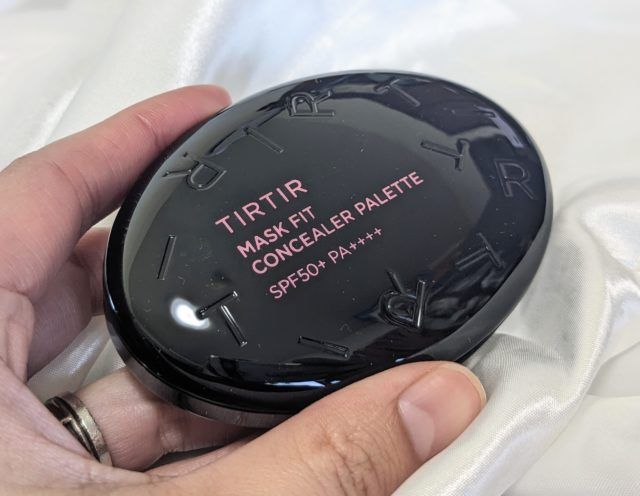 TIRTIR
MASK FIT
CONCEALER PALETTE
SPF50+ PA++++